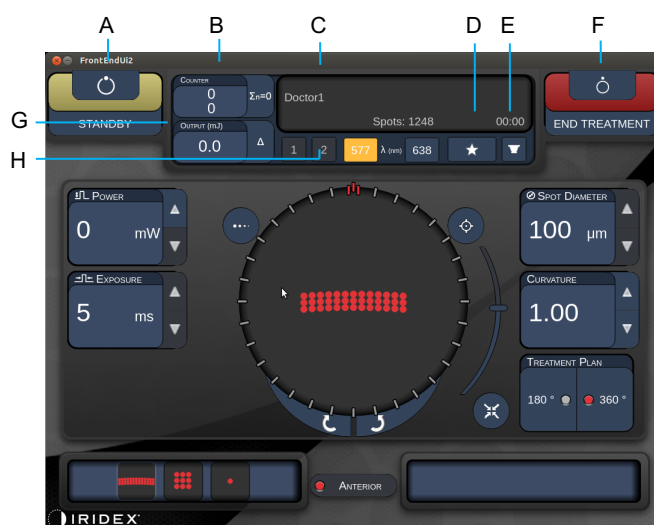 A
B
C
D
E
F
G
H
FrontEndUi2
STANDBY
COUNTER
0
0
Σn=0
OUTPUT (mJ)
0.0
Δ
Doctor1
Spots: 1248
00:00
1
2
577
λ (nm)
638
END TREATMENT
POWER
0
mW
EXPOSURE
5
ms
SPOT DIAMETER
100
µm
CURVATURE
1.00
TREATMENT PLAN
180 °
360 °
ANTERIOR
IRIDEX